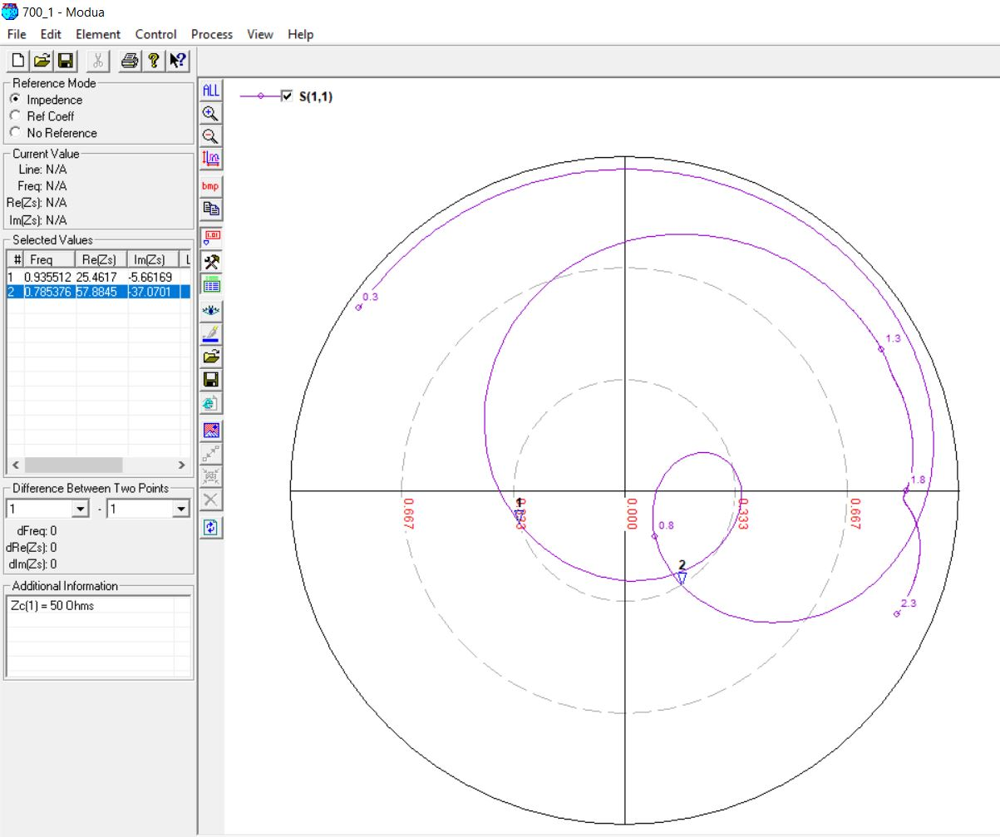 700_1 - Modua
File Edit Element Control Process View Help
Reference Mode
Impedence
Ref Coeff
No Reference
Current Value
Line: N/A
Freq: N/A
Re(Zs): N/A
Im(Zs): N/A
Selected Values
# Freq Re(Zs) Im(Zs) L
1 0.935512 25.4617 -5.66169
2 0.785376 57.8845 -37.0701
Difference Between Two Points
1 - 1
dFreq: 0
dRe(Zs): 0
dIm(Zs): 0
Additional Information
Zc(1) = 50 Ohms
ALL
bmp
1.01
S(1,1)
0.3
1.3
1.8
0.667
1
0.333
0.000
0.8
0.333
0.667
2
2.3